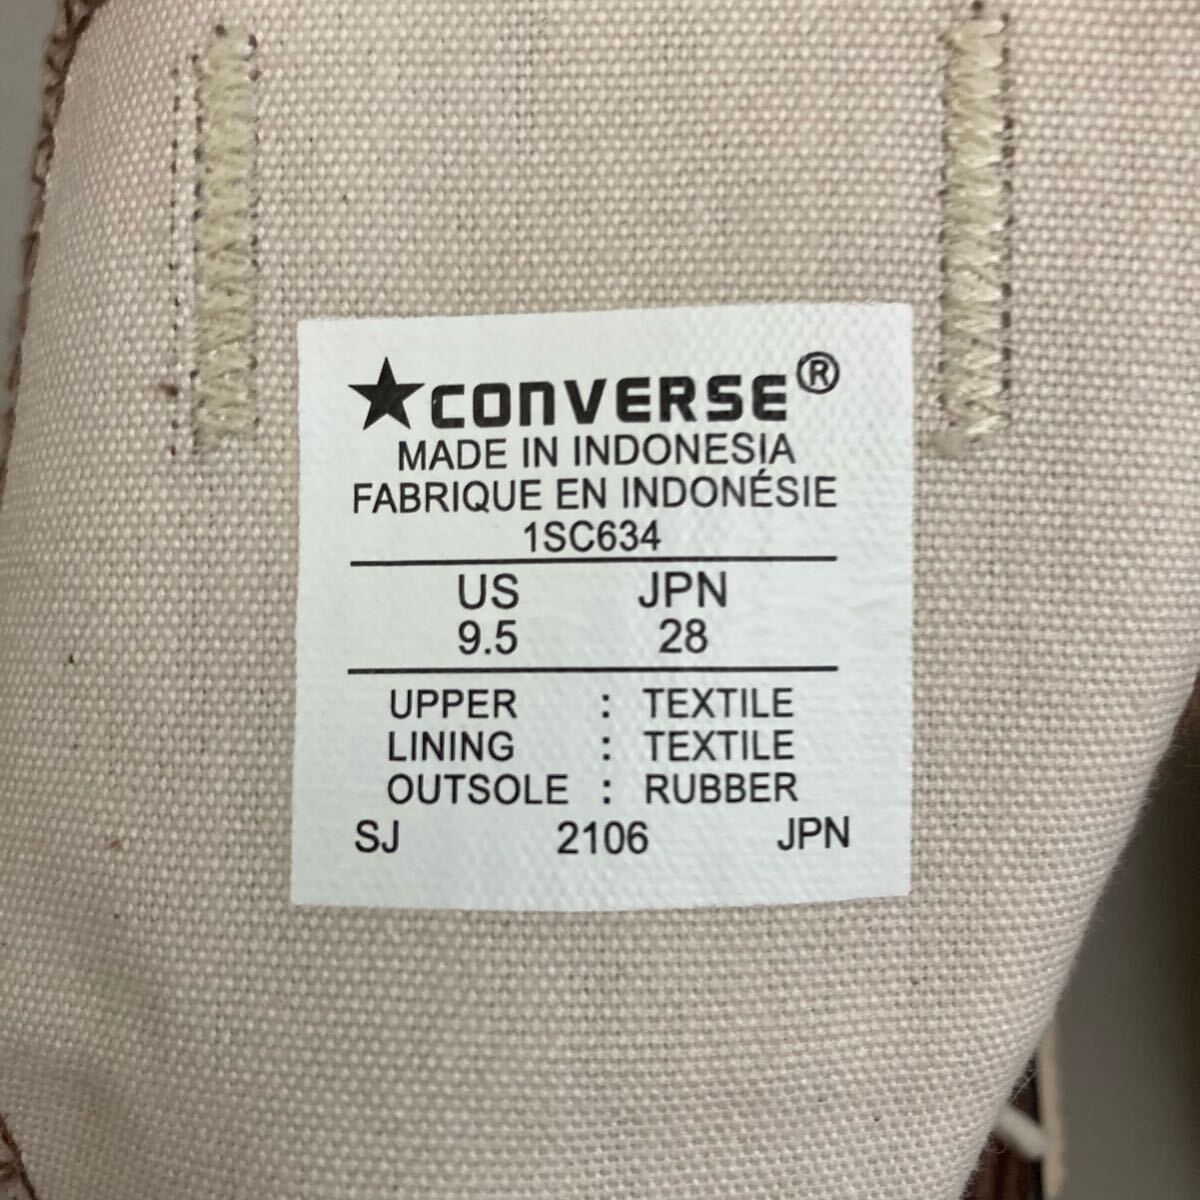 ★CONVERSE®
MADE IN INDONESIA
FABRIQUE EN INDONÉSIE
1SC634
US JPN
9.5 28
UPPER : TEXTILE
LINING : TEXTILE
OUTSOLE : RUBBER
SJ 2106 JPN